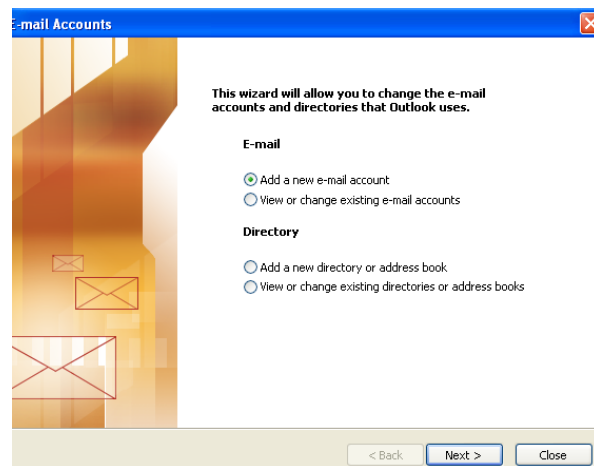 E-mail Accounts
This wizard will allow you to change the e-mail
accounts and directories that Outlook uses.
E-mail
Add a new e-mail account
View or change existing e-mail accounts
Directory
Add a new directory or address book
View or change existing directories or address books
< Back Next > Close